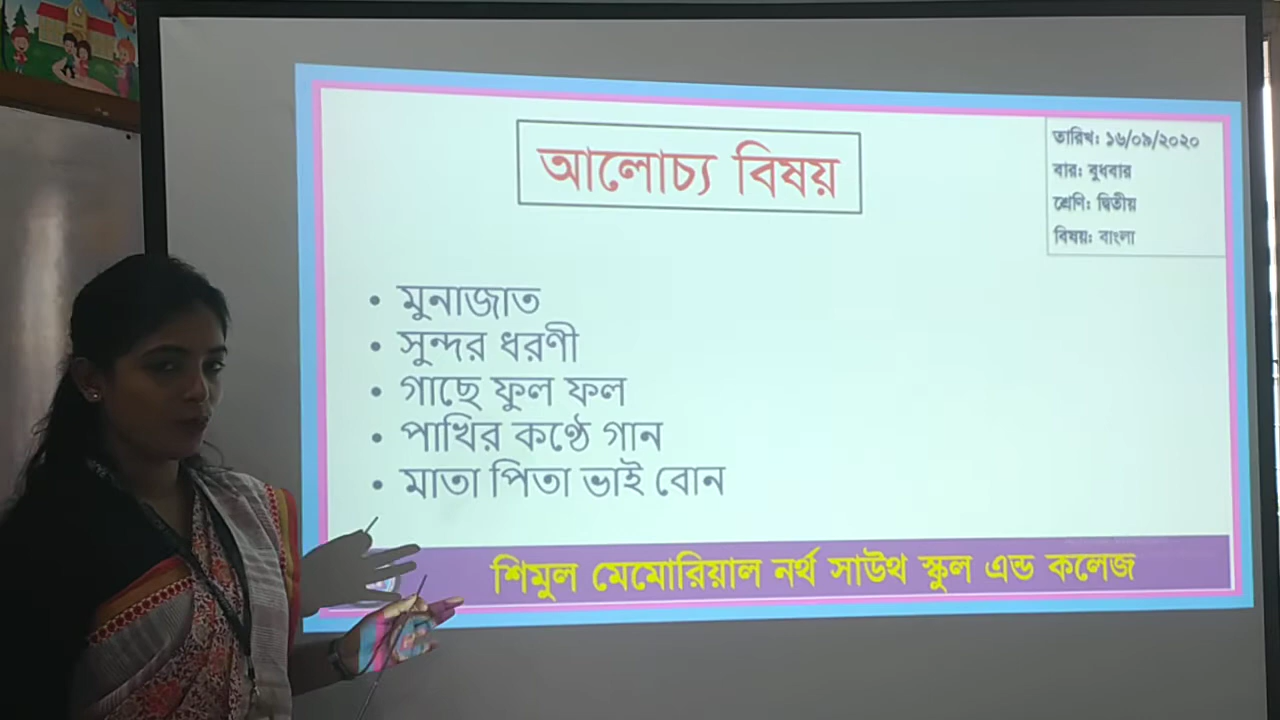 আলোচ্য বিষয়
তারিখ: ১৬/০৯/২০২০
বার: বুধবার
শ্রেণি: দ্বিতীয়
বিষয়: বাংলা
• মুনাজাত
• সুন্দর ধরণী
• গাছে ফুল ফল
• পাখির কণ্ঠে গান
• মাতা পিতা ভাই বোন
শিমুল মেমোরিয়াল নর্থ সাউথ স্কুল এন্ড কলেজ